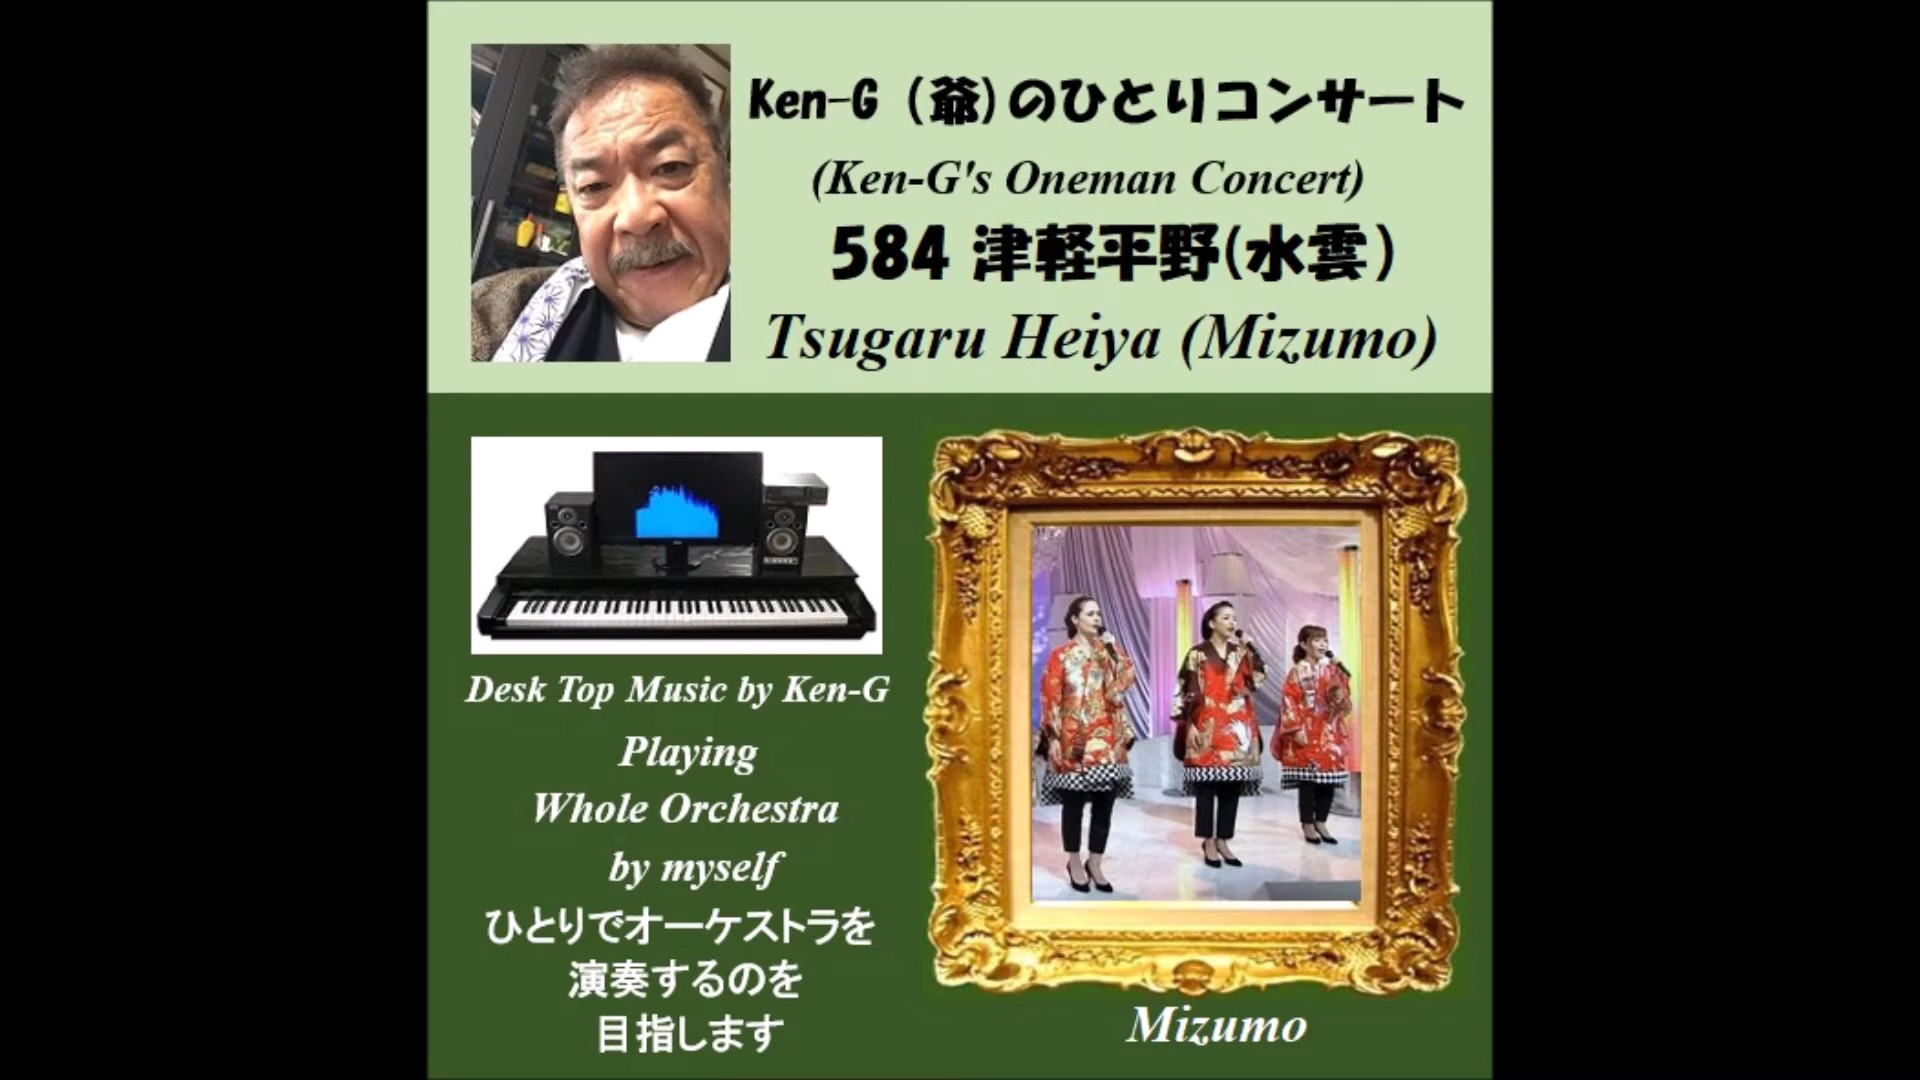 Ken-G (爺)のひとりコンサート
(Ken-G's Oneman Concert)
584 津軽平野(水雲)
Tsugaru Heiya (Mizumo)
Desk Top Music by Ken-G
Playing
Whole Orchestra
by myself
ひとりでオーケストラを
演奏するのを
目指します
Mizumo